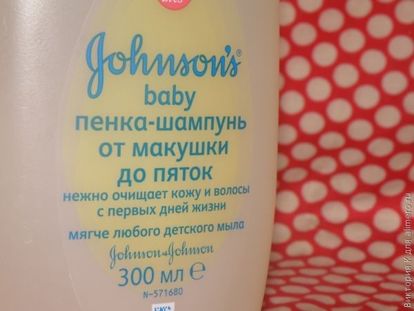 Johnson's
baby
пенка-шампунь
от макушки
до пяток
нежно очищает кожу и волосы
с первых дней жизни
мягче любого детского мыла
Johnson & Johnson
300 мл e
N-571680